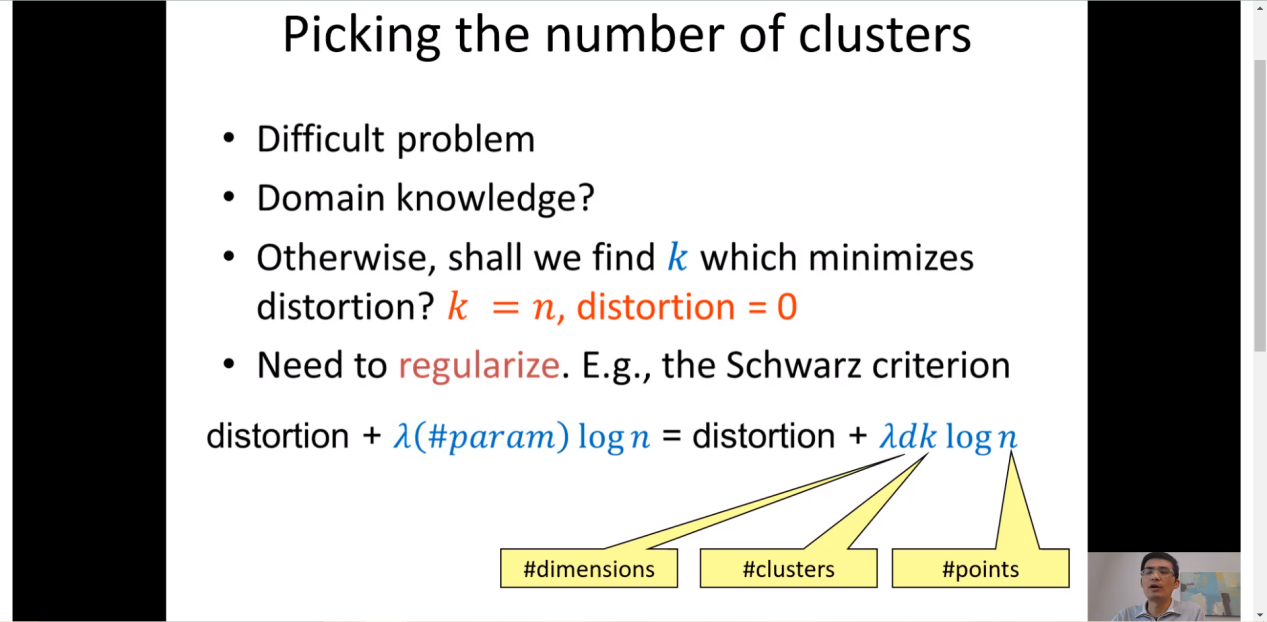 Picking the number of clusters
• Difficult problem
• Domain knowledge?
• Otherwise, shall we find k which minimizes
distortion? k = n, distortion = 0
• Need to regularize. E.g., the Schwarz criterion
distortion + λ(#param) log n = distortion + λdk log n
#dimensions
#clusters
#points